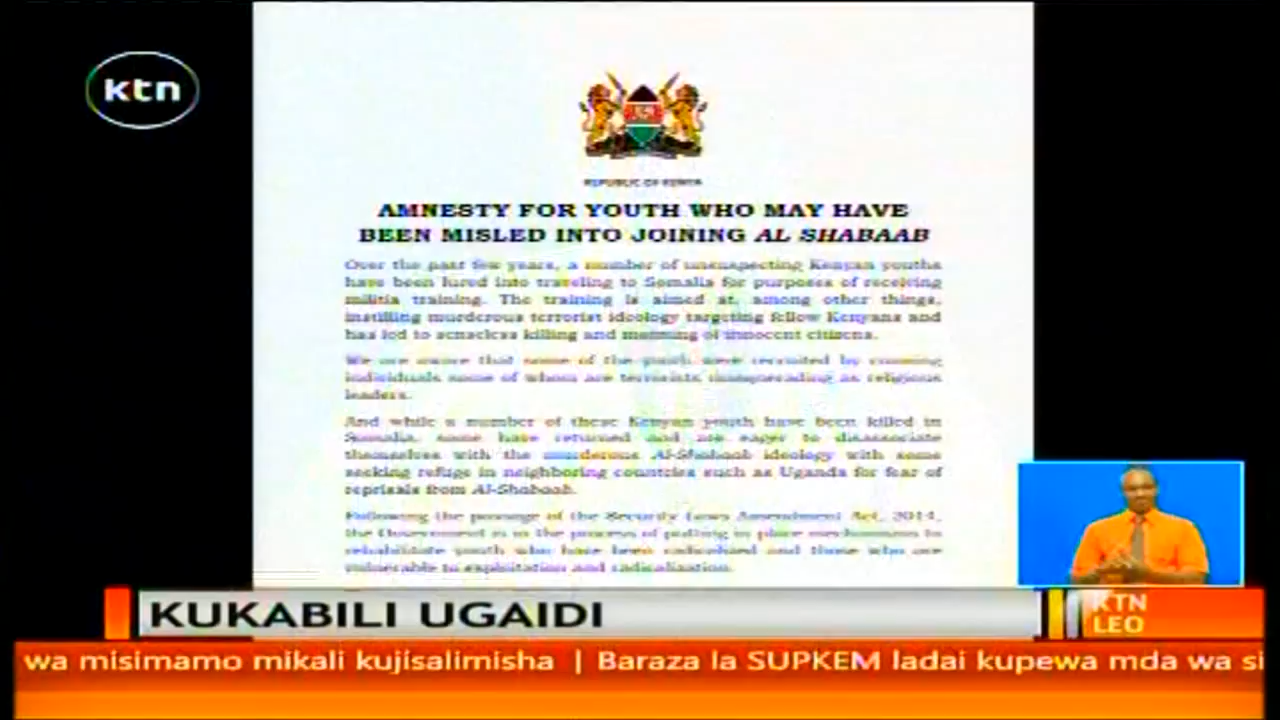 ktn
REPUBLIC OF KENYA
AMNESTY FOR YOUTH WHO MAY HAVE
BEEN MISLED INTO JOINING AL SHABAAB
Over the past few years, a number of unsuspecting Kenyan youths
have been lured into traveling to Somalia for purposes of receiving
militia training. The training is aimed at, among other things,
instilling murderous terrorist ideology targeting fellow Kenyans and
has led to senseless killing and maiming of innocent citizens.
We are aware that some of the youth were recruited by cunning
individuals some of whom are terrorists masquerading as religious
leaders.
And while a number of these Kenyan youth have been killed in
Somalia, some have returned and are eager to disassociate
themselves with the murderous Al-Shabaab ideology with some
seeking refuge in neighboring countries such as Uganda for fear of
reprisals from Al-Shabaab.
Following the passage of the Security Laws Amendment Act, 2014,
the Government is in the process of putting in place mechanisms to
rehabilitate youth who have been radicalized and those who are
vulnerable to exploitation and radicalization.
KUKABILI UGAIDI
KTN
LEO
wa misimamo mikali kujisalimisha | Baraza la SUPKEM ladai kupewa mda wa si